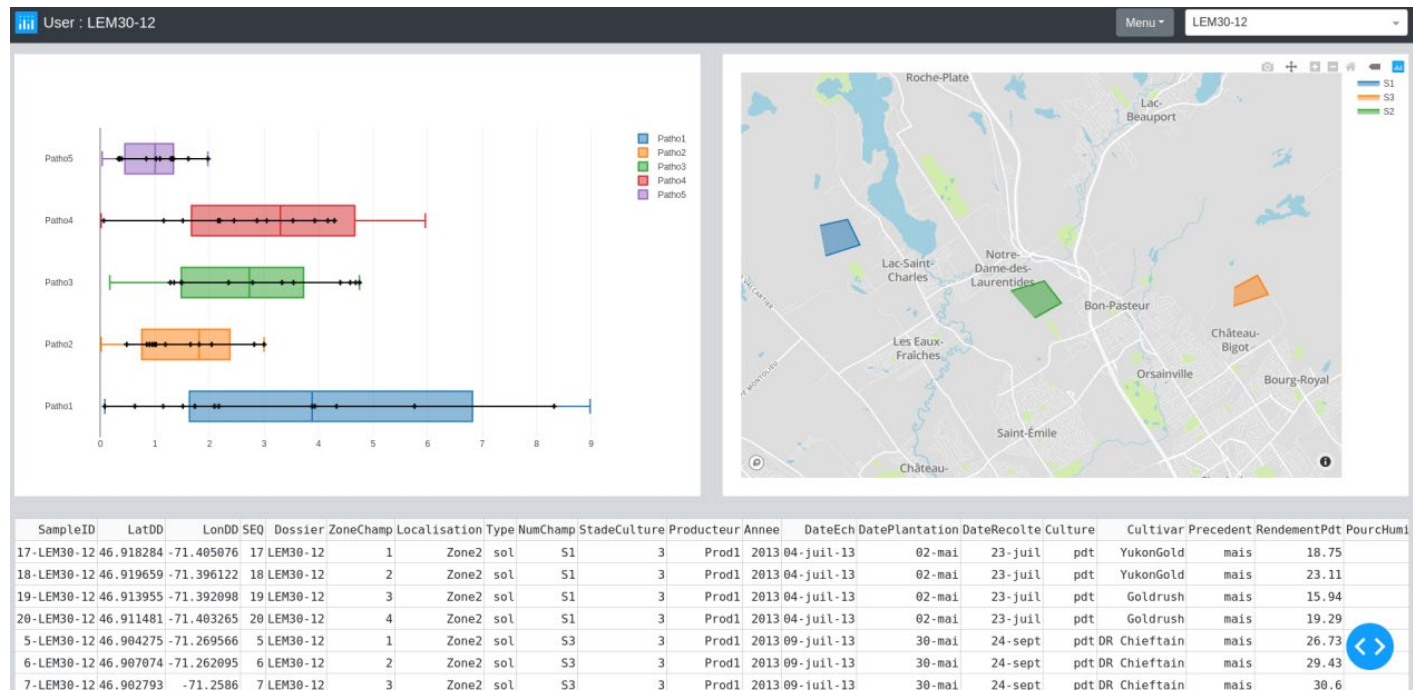 User : LEM30-12
Menu
LEM30-12
Patho5
Patho4
Patho3
Patho2
Patho1
0 1 2 3 4 5 6 7 8 9
Patho1
Patho2
Patho3
Patho4
Patho5
S1
S3
S2
Roche-Plate
Lac-
Beauport
Lac-Saint-
Charles
Notre-
Dame-des-
Laurentides
Bon-Pasteur
Les Eaux-
Fraîches
Château-
Bigot
Orsainville
Bourg-Royal
Saint-Émile
Château-
SampleID LatDD LonDD SEQ Dossier ZoneChamp Localisation Type NumChamp StadeCulture Producteur Annee DateEch DatePlantation DateRecolte Culture Cultivar Precedent RendementPdt PourcHumi
17-LEM30-12 46.918284 -71.405076 17 LEM30-12 1 Zone2 sol S1 3 Prod1 2013 04-juil-13 02-mai 23-juil pdt YukonGold mais 18.75
18-LEM30-12 46.919659 -71.396122 18 LEM30-12 2 Zone2 sol S1 3 Prod1 2013 04-juil-13 02-mai 23-juil pdt YukonGold mais 23.11
19-LEM30-12 46.913955 -71.392098 19 LEM30-12 3 Zone2 sol S1 3 Prod1 2013 04-juil-13 02-mai 23-juil pdt Goldrush mais 15.94
20-LEM30-12 46.911481 -71.403265 20 LEM30-12 4 Zone2 sol S1 3 Prod1 2013 04-juil-13 02-mai 23-juil pdt Goldrush mais 19.29
5-LEM30-12 46.904275 -71.269566 5 LEM30-12 1 Zone2 sol S3 3 Prod1 2013 09-juil-13 30-mai 24-sept pdt DR Chieftain mais 26.73
6-LEM30-12 46.907074 -71.262095 6 LEM30-12 2 Zone2 sol S3 3 Prod1 2013 09-juil-13 30-mai 24-sept pdt DR Chieftain mais 29.43
7-LEM30-12 46.902793 -71.2586 7 LEM30-12 3 Zone2 sol S3 3 Prod1 2013 09-juil-13 30-mai 24-sept pdt DR Chieftain mais 30.6